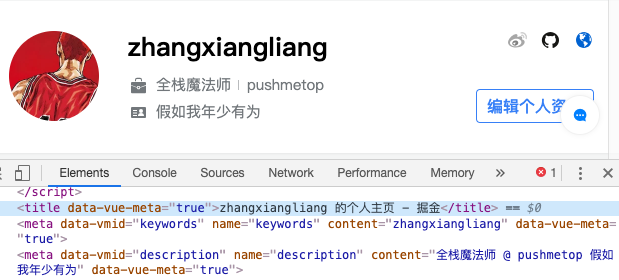 zhangxiangliang
全栈魔法师 | pushmetop
假如我年少有为
编辑个人资
Elements Console Sources Network Performance Memory » 1
</script>
<title data-vue-meta="true">zhangxiangliang 的个人主页 - 掘金</title> == $0
<meta data-vmid="keywords" name="keywords" content="zhangxiangliang" data-vue-meta=
"true">
<meta data-vmid="description" name="description" content="全栈魔法师 @ pushmetop 假如
我年少有为" data-vue-meta="true">